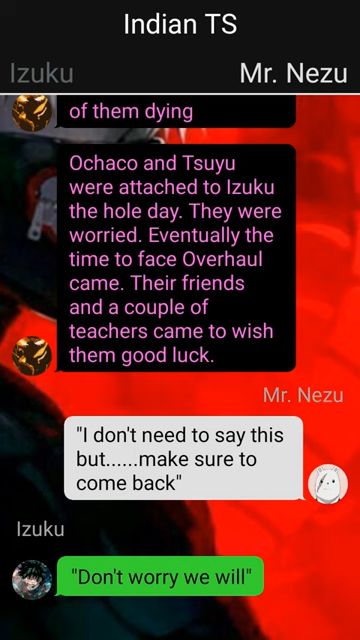 Indian TS
Izuku
Mr. Nezu
of them dying
Ochaco and Tsuyu
were attached to Izuku
the hole day. They were
worried. Eventually the
time to face Overhaul
came. Their friends
and a couple of
teachers came to wish
them good luck.
Mr. Nezu
"I don't need to say this
but......make sure to
come back"
Izuku
"Don't worry we will"